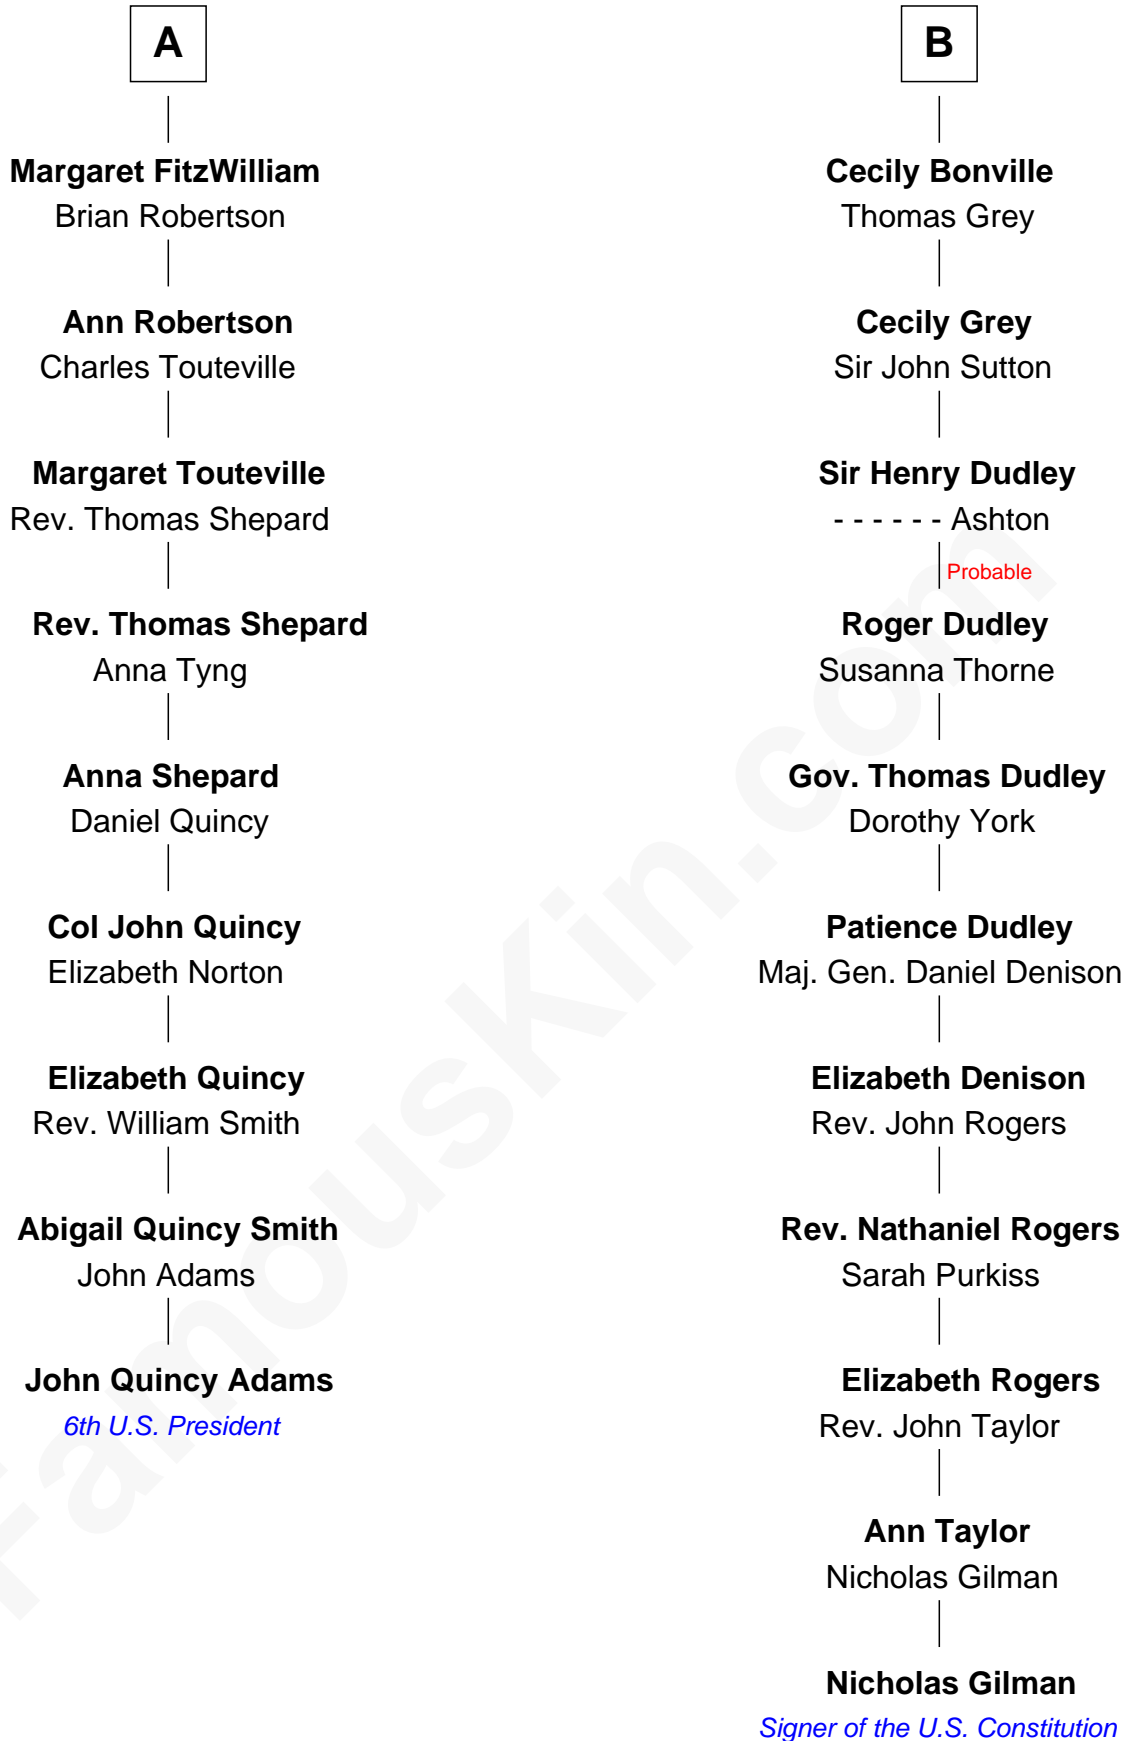 A
Margaret FitzWilliam
Brian Robertson
Ann Robertson
Charles Touteville
Margaret Touteville
Rev. Thomas Shepard
Rev. Thomas Shepard
Anna Tyng
Anna Shepard
Daniel Quincy
Col John Quincy
Elizabeth Norton
Elizabeth Quincy
Rev. William Smith
Abigail Quincy Smith
John Adams
John Quincy Adams
6th U.S. President
B
Cecily Bonville
Thomas Grey
Cecily Grey
Sir John Sutton
Sir Henry Dudley
- - - - - - Ashton
Probable
Roger Dudley
Susanna Thorne
Gov. Thomas Dudley
Dorothy York
Patience Dudley
Maj. Gen. Daniel Denison
Elizabeth Denison
Rev. John Rogers
Rev. Nathaniel Rogers
Sarah Purkiss
Elizabeth Rogers
Rev. John Taylor
Ann Taylor
Nicholas Gilman
Nicholas Gilman
Signer of the U.S. Constitution
FamousKin.com